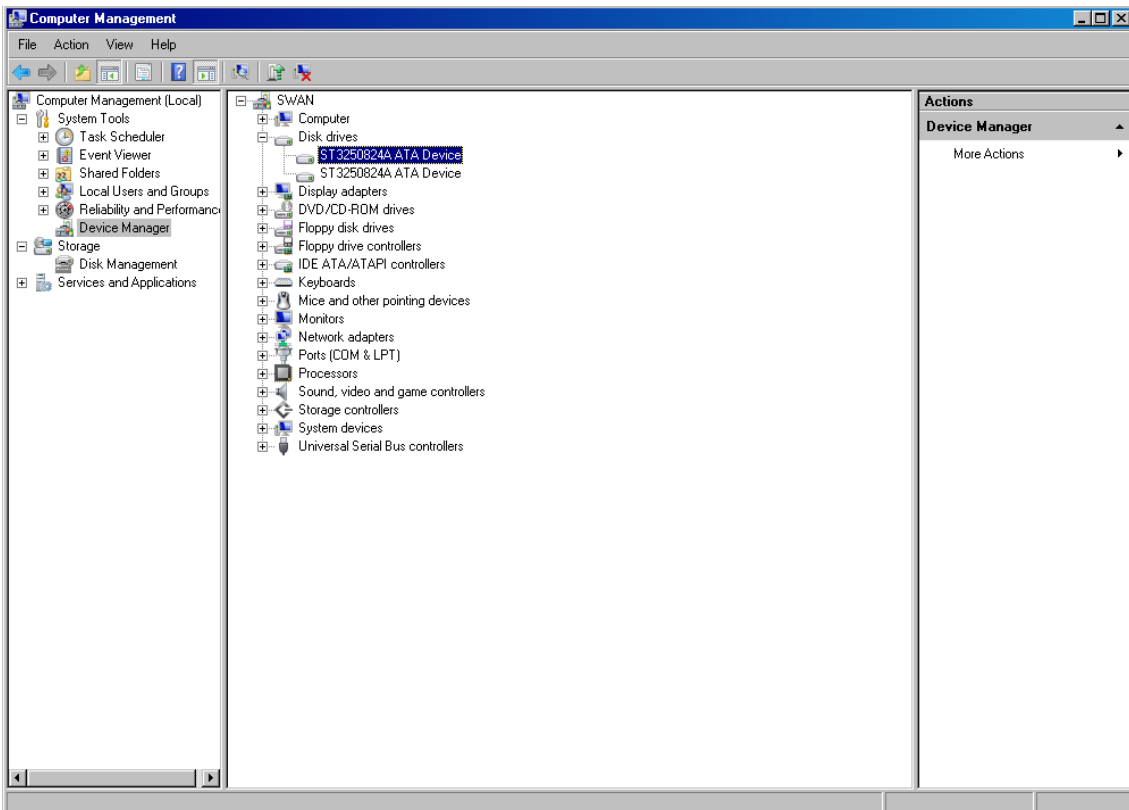 Computer Management
File Action View Help
Computer Management (Local)
System Tools
Task Scheduler
Event Viewer
Shared Folders
Local Users and Groups
Reliability and Performanc
Device Manager
Storage
Disk Management
Services and Applications
SWAN
Computer
Disk drives
ST3250824A ATA Device
ST3250824A ATA Device
Display adapters
DVD/CD-ROM drives
Floppy disk drives
Floppy drive controllers
IDE ATA/ATAPI controllers
Keyboards
Mice and other pointing devices
Monitors
Network adapters
Ports (COM & LPT)
Processors
Sound, video and game controllers
Storage controllers
System devices
Universal Serial Bus controllers
Actions
Device Manager
More Actions